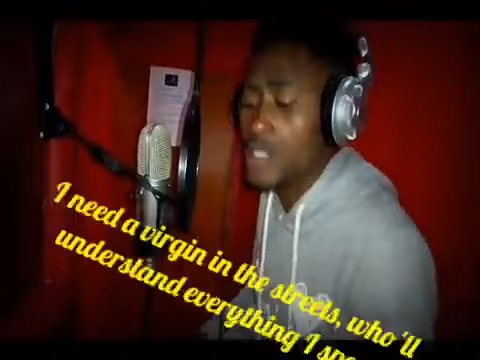 I need a virgin in the streets, who'll
understand everything I